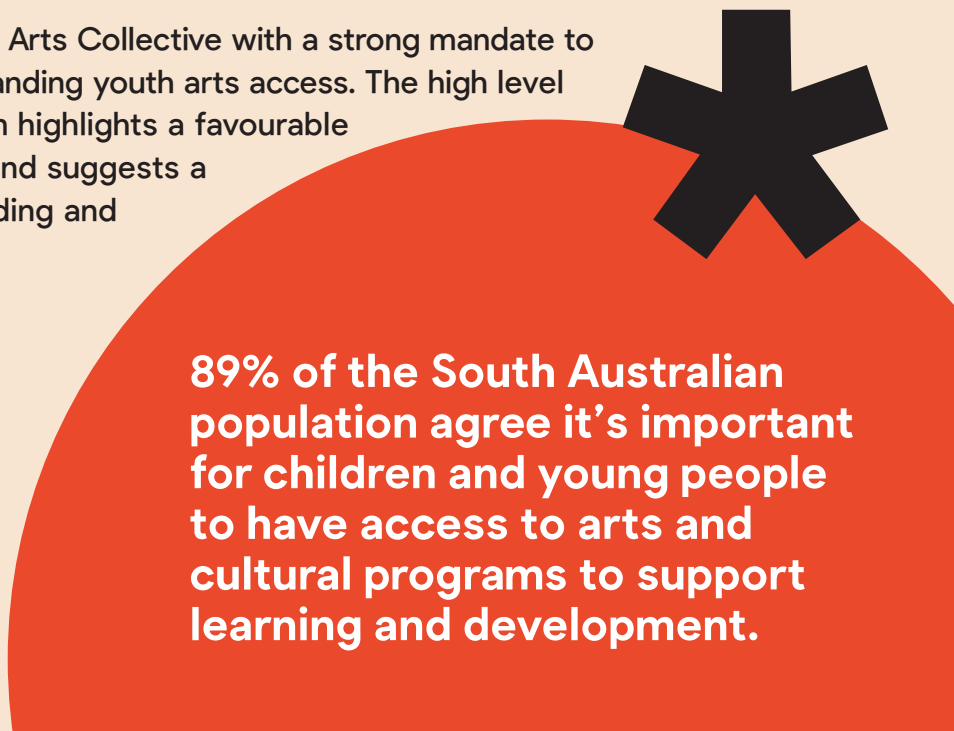 Arts Collective with a strong mandate to
anding youth arts access. The high level
highlights a favourable
nd suggests a
ding and
89% of the South Australian
population agree it’s important
for children and young people
to have access to arts and
cultural programs to support
learning and development.